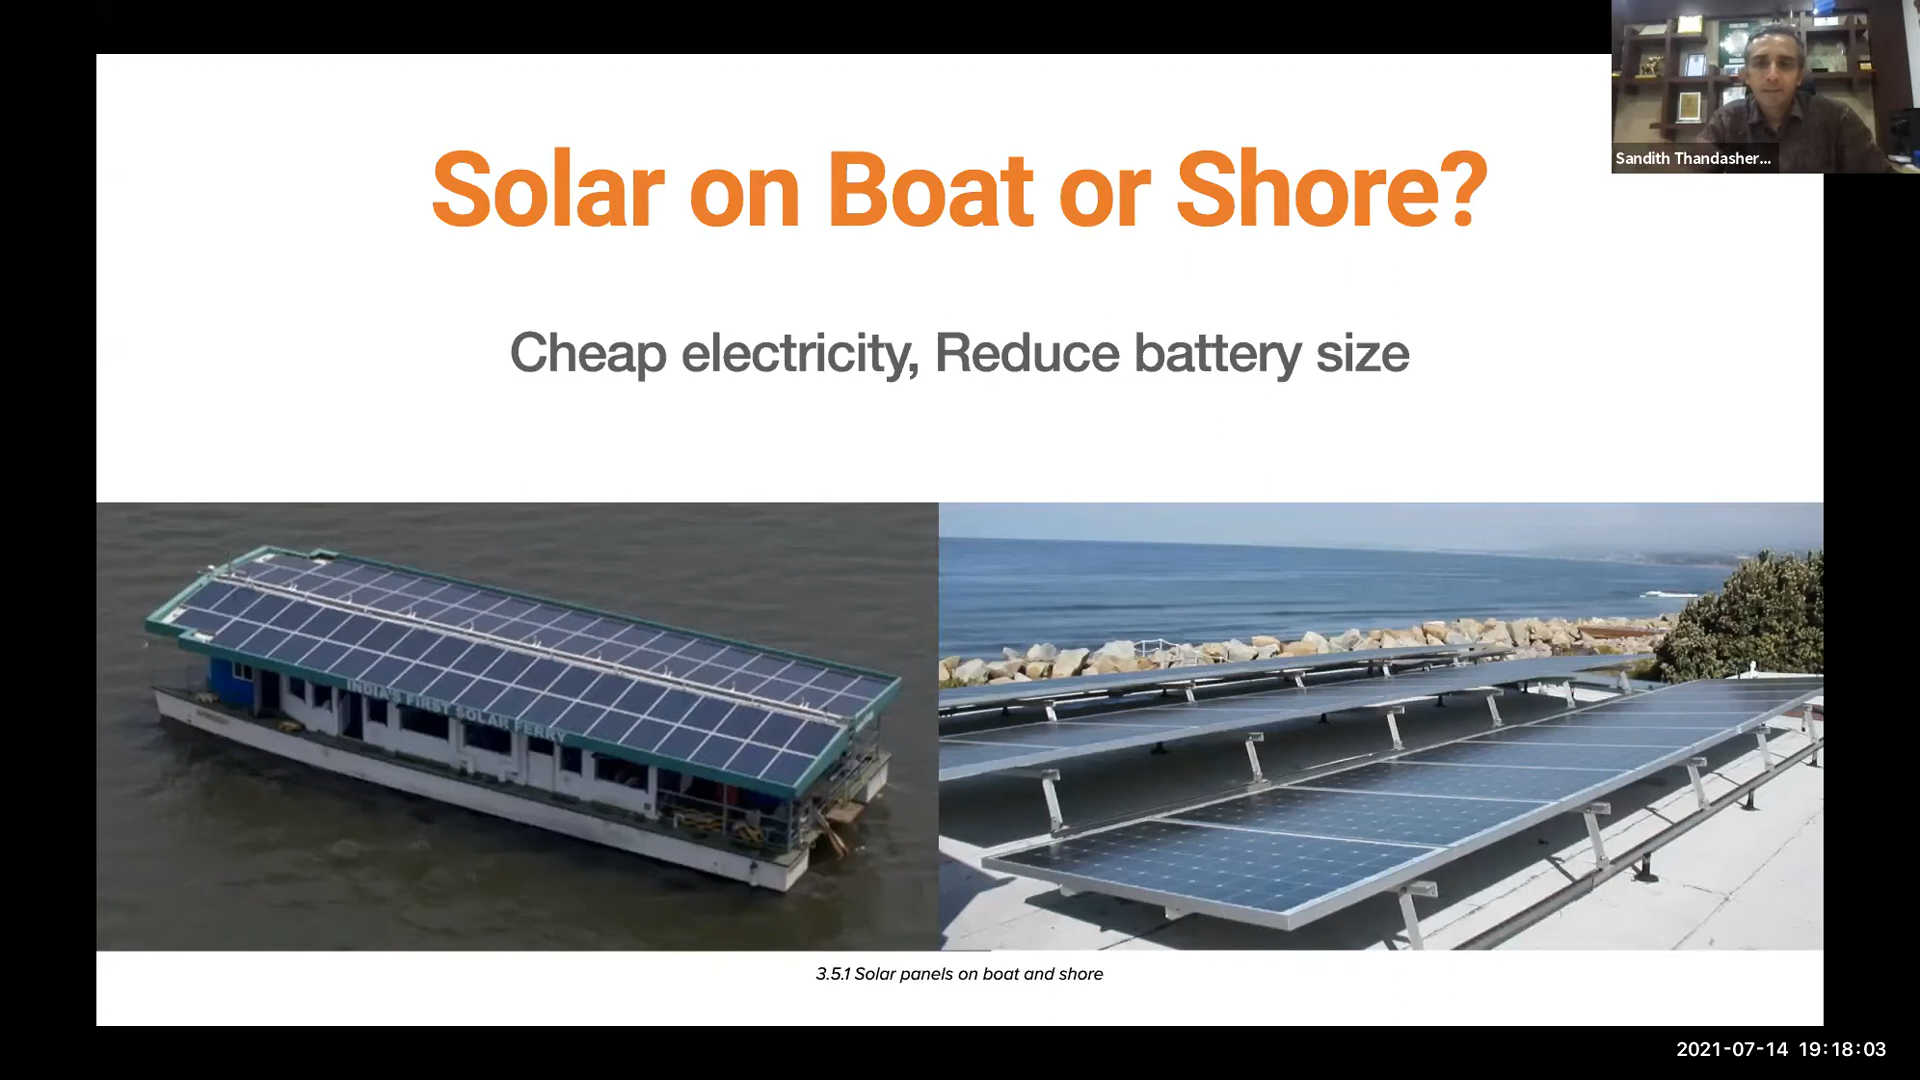 Sandith Thandasher...
Solar on Boat or Shore?
Cheap electricity, Reduce battery size
INDIA'S FIRST SOLAR FERRY
3.5.1 Solar panels on boat and shore
2021-07-14 19:18:03